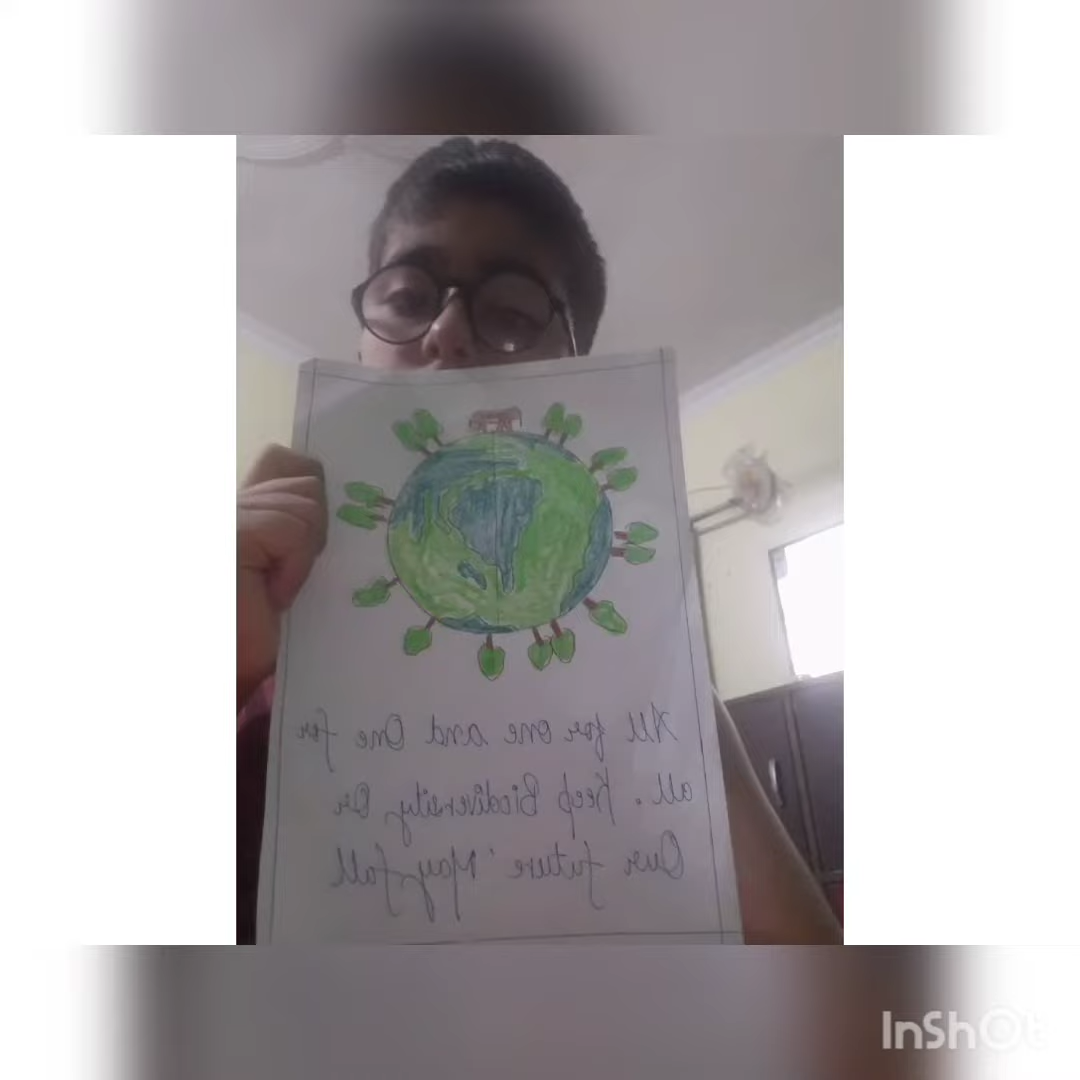 All for one and One for
all. Keep Biodiversity Or
Our future May fall
InShOt